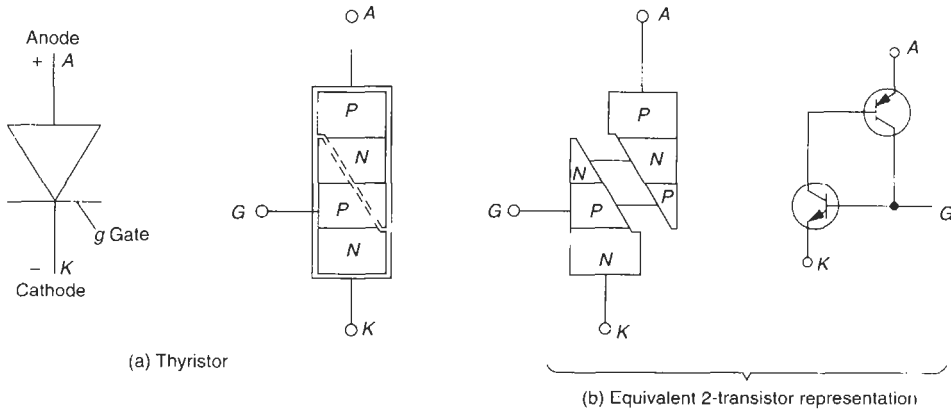 Anode
+ A
g Gate
– K
Cathode
A
P
N
P
N
G
K
(a) Thyristor
A
P
N
N
P
P
N
G
K
A
G
K
(b) Equivalent 2-transistor representation